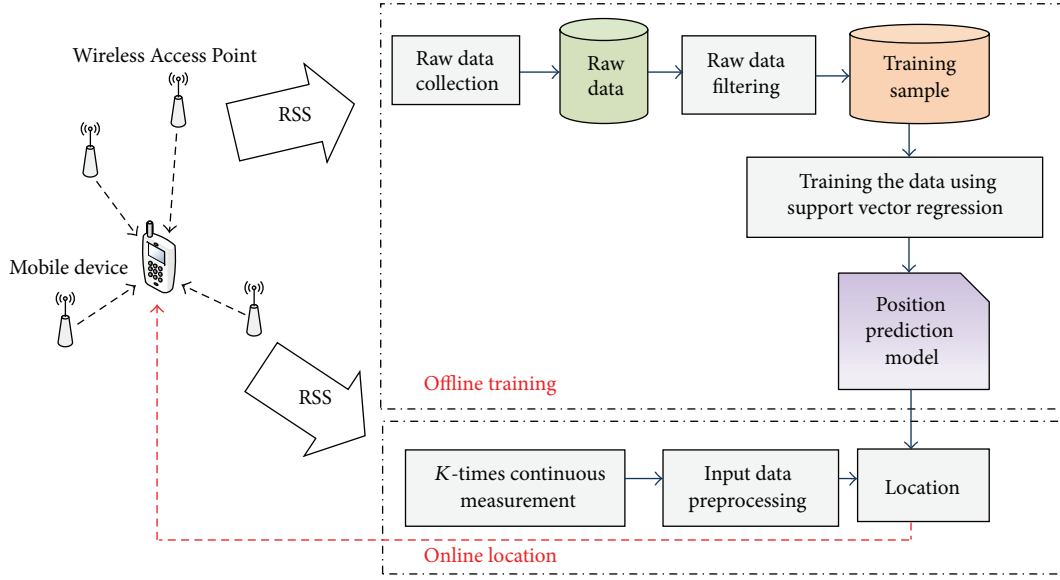 Wireless Access Point
RSS
Mobile device
RSS
Raw data
collection
Raw
data
Raw data
filtering
Training
sample
Training the data using
support vector regression
Position
prediction
model
Offline training
K-times continuous
measurement
Input data
preprocessing
Location
Online location